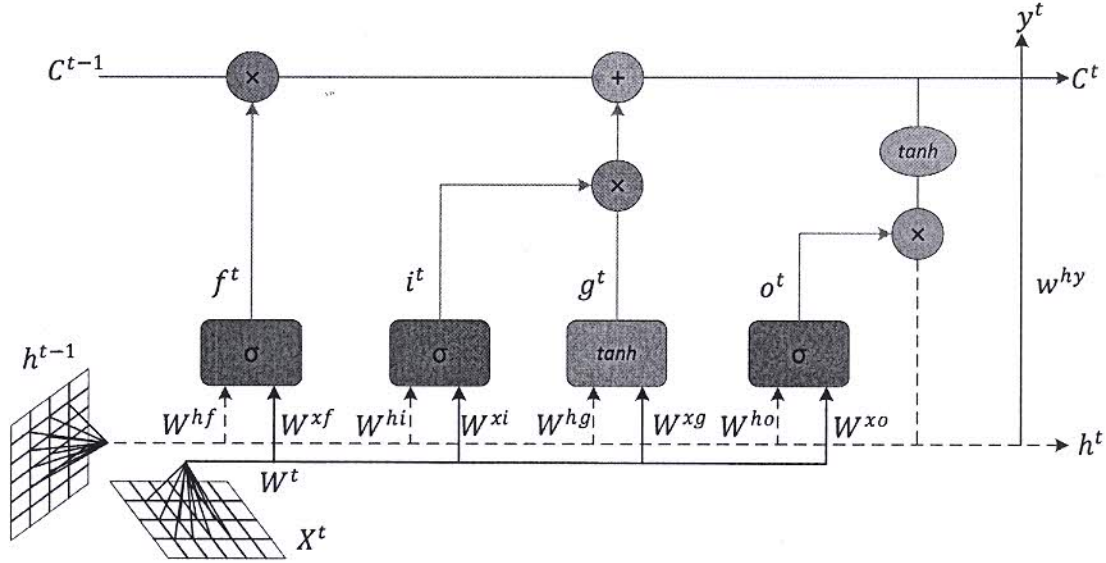 y^t
C^{t-1} × + C^t
tanh
×
×
f^t i^t g^t o^t w^{hy}
σ σ tanh σ
h^{t-1}
W^{hf} W^{xf} W^{hi} W^{xi} W^{hg} W^{xg} W^{ho} W^{xo}
h^t
W^t
X^t